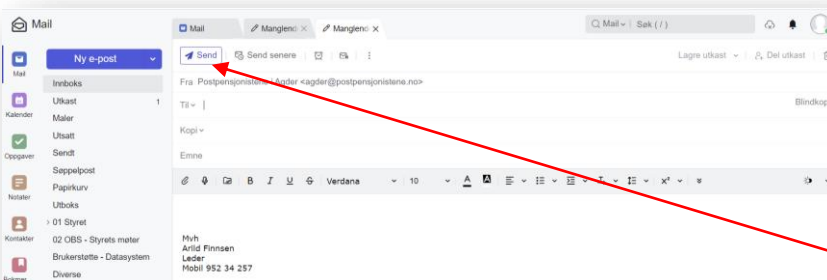 Mail
Mail
Manglend ×
Manglend ×
Mail
Søk ( / )
Mail
Kalender
Oppgaver
Notater
Kontakter
Ny e-post
Innboks
Utkast 1
Maler
Utsatt
Sendt
Søppelpost
Papirkurv
Utboks
> 01 Styret
02 OBS - Styrets møter
Brukerstøtte - Datasystem
Diverse
Send
Send senere
Lagre utkast
Del utkast
Fra Postpensjonistene i Agder <agder@postpensjonistene.no>
Til
Blindkop
Kopi
Emne
B I U Verdana 10 A
Mvh
Arild Finnsen
Leder
Mobil 952 34 257